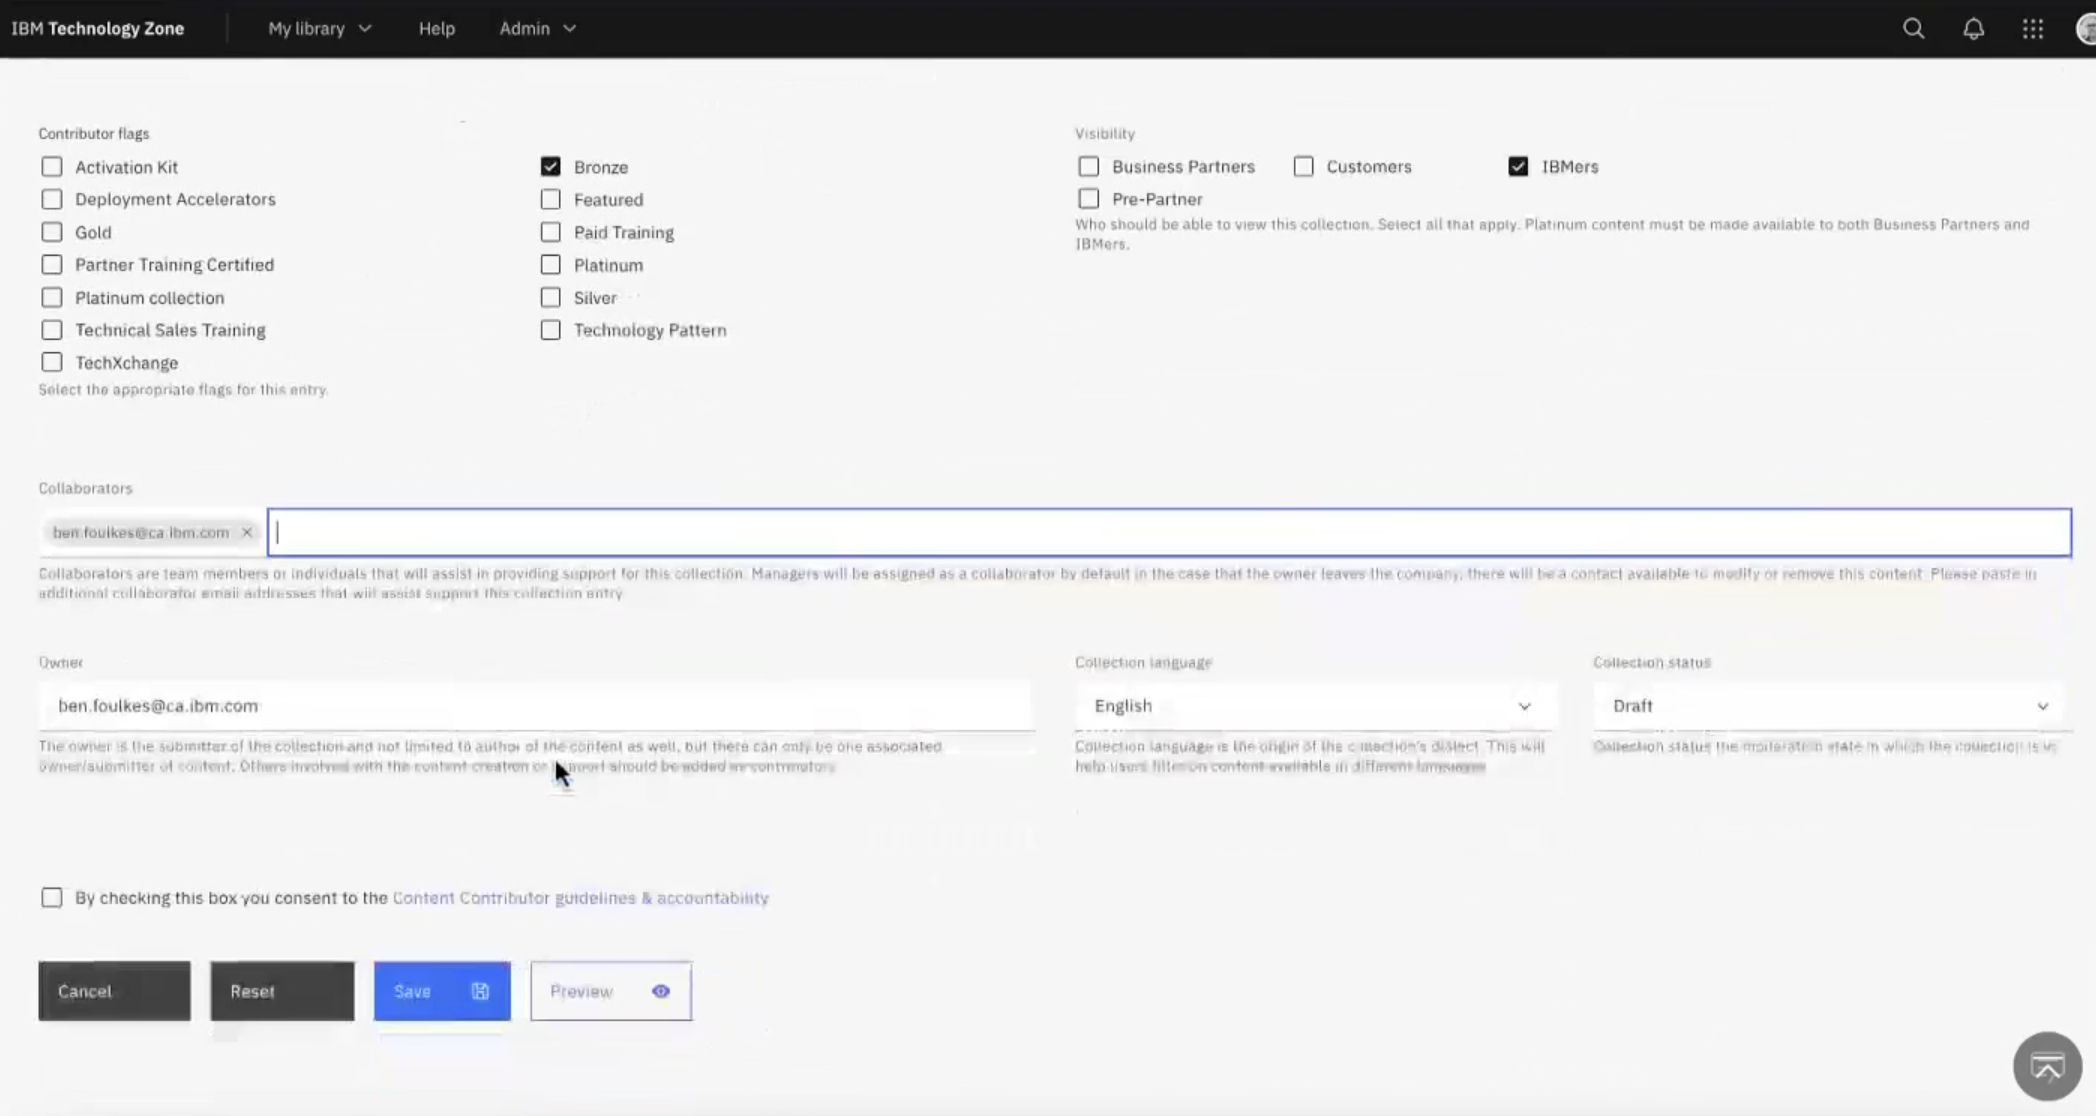 IBM Technology Zone
My library
Help
Admin
Contributor flags
Activation Kit
Bronze
Deployment Accelerators
Featured
Gold
Paid Training
Partner Training Certified
Platinum
Platinum collection
Silver
Technical Sales Training
Technology Pattern
TechXchange
Select the appropriate flags for this entry.
Visibility
Business Partners
Customers
IBMers
Pre-Partner
Who should be able to view this collection. Select all that apply. Platinum content must be made available to both Business Partners and
IBMers.
Collaborators
ben.foulkes@ca.ibm.com
Collaborators are team members or individuals that will assist in providing support for this collection. Managers will be assigned as a collaborator by default in the case that the owner leaves the company, there will be a contact available to modify or remove this content. Please paste in
additional collaborator email addresses that will assist support this collection entry
Owner
ben.foulkes@ca.ibm.com
The owner is the submitter of the collection and not limited to author of the content as well, but there can only be one associated
owner/submitter of content. Others involved with the content creation or should be added as contributors
Collection language
English
Collection language is the origin of the collection's dialect. This will
help users filter on content available in different languages
Collection status
Draft
Collection status the moderation state in which the collection is in
By checking this box you consent to the Content Contributor guidelines & accountability
Cancel
Reset
Save
Preview